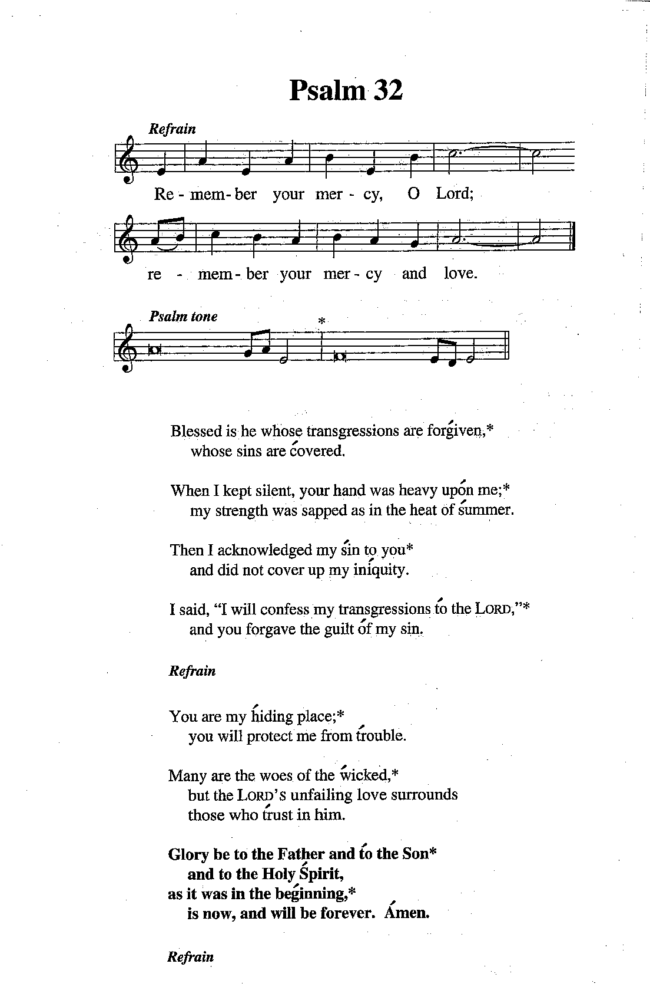 Psalm 32
Refrain
Re - mem - ber your mer - cy, O Lord;
re - mem - ber your mer - cy and love.
Psalm tone
*
Blessed is he whose transgressions are forgiven,*
whose sins are covered.
When I kept silent, your hand was heavy upon me;*
my strength was sapped as in the heat of summer.
Then I acknowledged my sin to you*
and did not cover up my iniquity.
I said, “I will confess my transgressions to the LORD,”*
and you forgave the guilt of my sin.
Refrain
You are my hiding place;*
you will protect me from trouble.
Many are the woes of the wicked,*
but the LORD’S unfailing love surrounds
those who trust in him.
Glory be to the Father and to the Son*
and to the Holy Spirit,
as it was in the beginning,*
is now, and will be forever. Amen.
Refrain